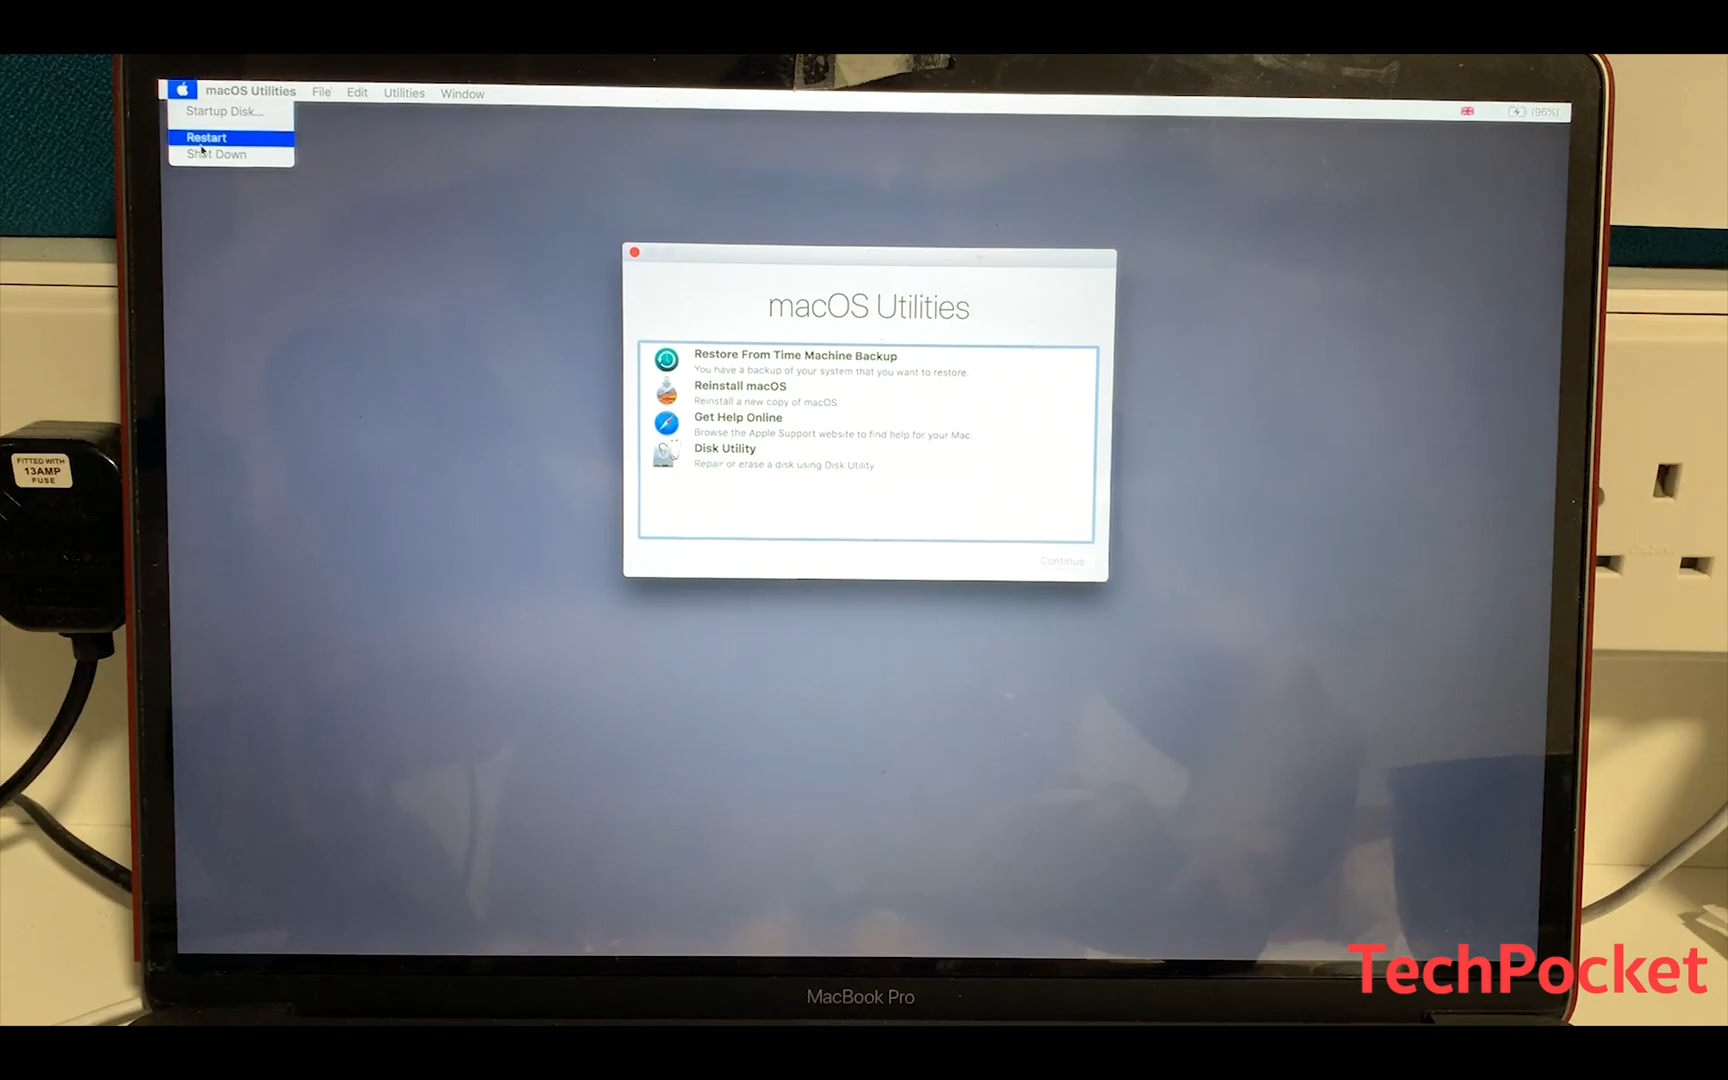 macOS Utilities File Edit Utilities Window
(96%)
Startup Disk...
Restart
Shut Down
macOS Utilities
Restore From Time Machine Backup
You have a backup of your system that you want to restore.
Reinstall macOS
Reinstall a new copy of macOS
Get Help Online
Browse the Apple Support website to find help for your Mac.
Disk Utility
Repair or erase a disk using Disk Utility
Continue
FITTED WITH
13AMP
FUSE
MacBook Pro
TechPocket